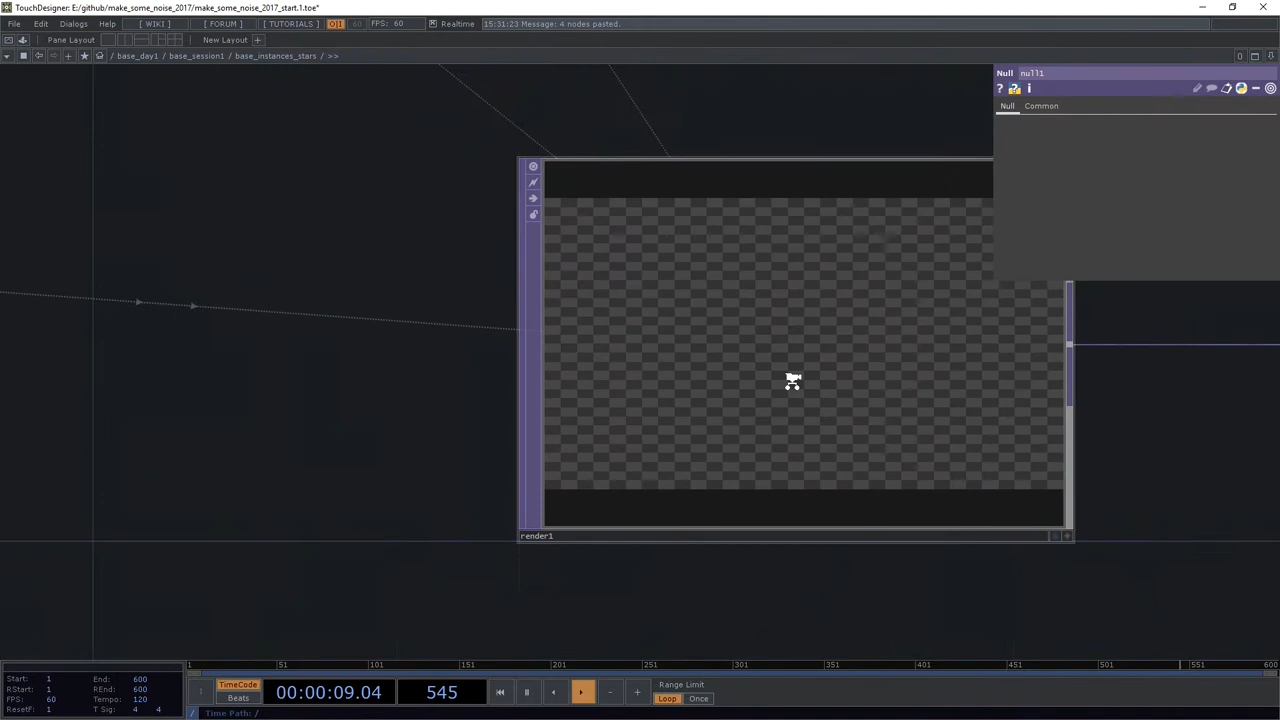 TouchDesigner: E:/github/make_some_noise_2017/make_some_noise_2017_start.1.toe*
File Edit Dialogs Help [ WIKI ] [ FORUM ] [ TUTORIALS ] O|I 60 FPS: 60 Realtime 15:31:23 Message: 4 nodes pasted.
Pane Layout New Layout +
/ base_day1 / base_session1 / base_instances_stars / >> 0
Null null1
? i
Null Common
render1
1 51 101 151 201 251 301 351 401 451 501 551 600
Start: 1 End: 600
RStart: 1 REnd: 600
FPS: 60 Tempo: 120
ResetF: 1 T Sig: 4 4
TimeCode
Beats
00:00:09.04 545
Range Limit
Loop Once
/ Time Path: /